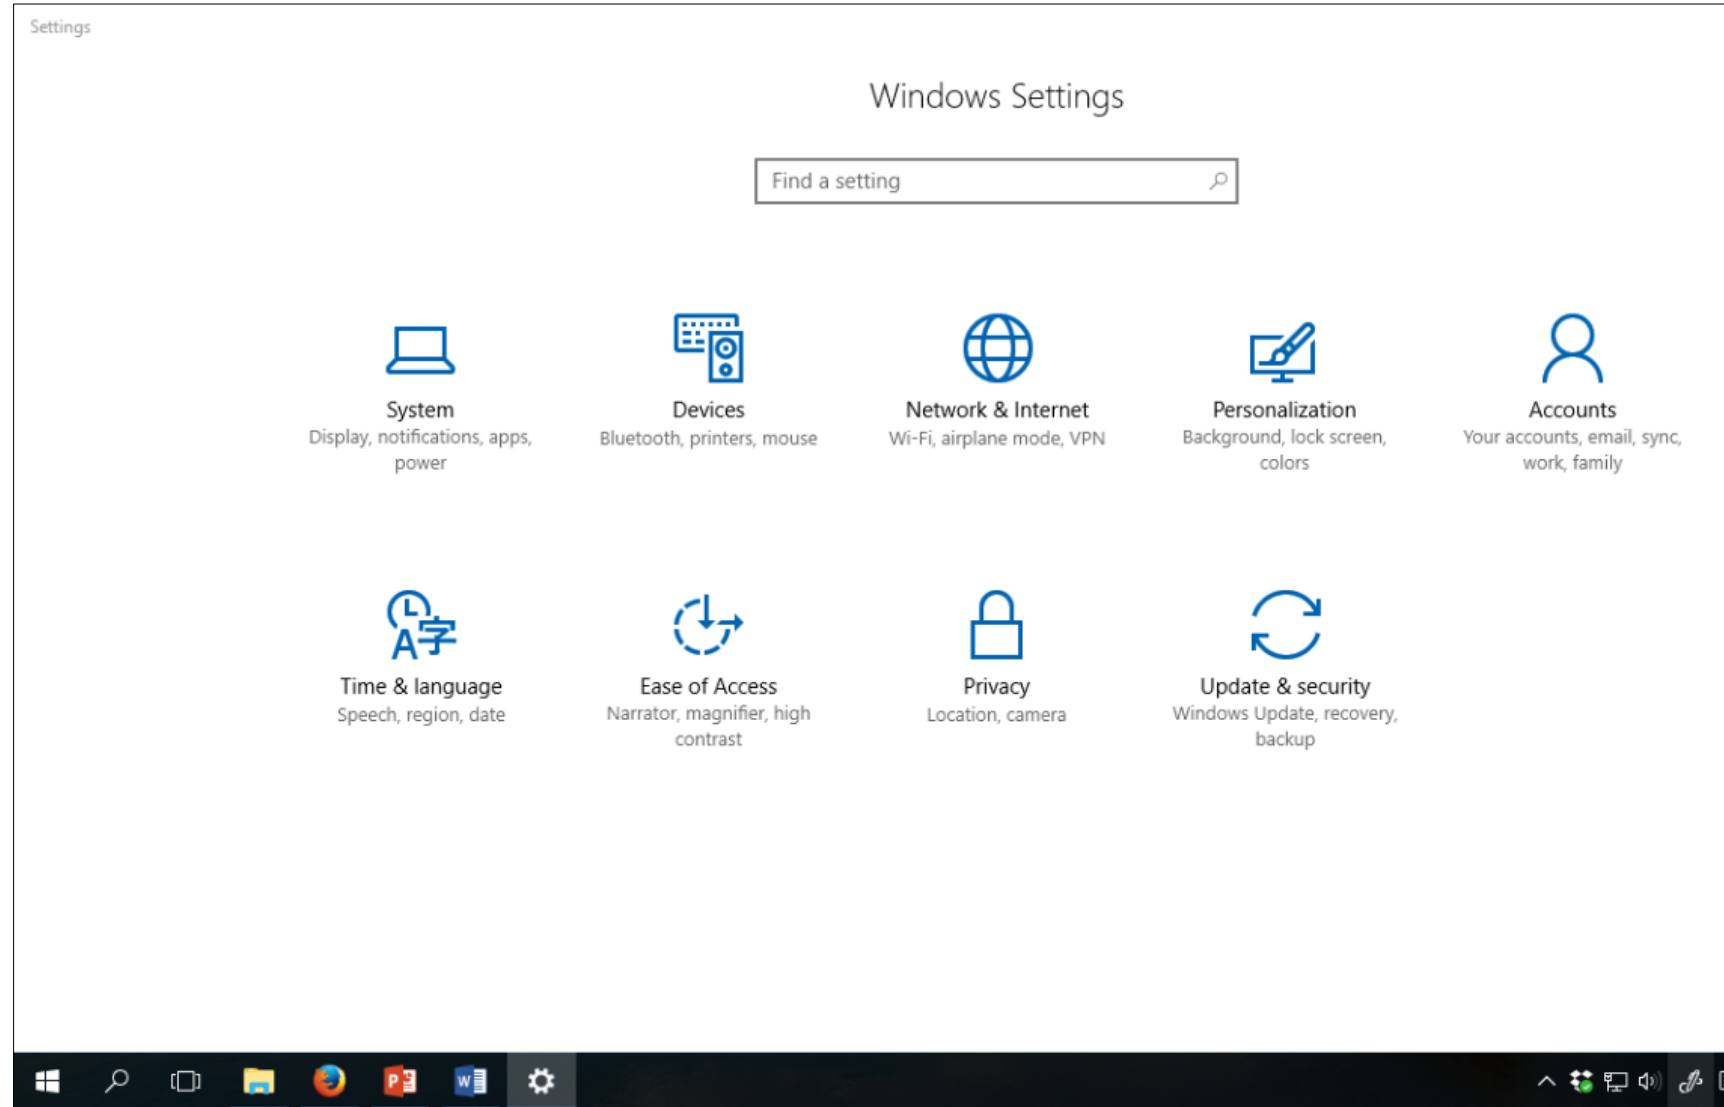 Settings
Windows Settings
Find a setting
System
Display, notifications, apps,
power
Devices
Bluetooth, printers, mouse
Network & Internet
Wi-Fi, airplane mode, VPN
Personalization
Background, lock screen,
colors
Accounts
Your accounts, email, sync,
work, family
A字
Time & language
Speech, region, date
Ease of Access
Narrator, magnifier, high
contrast
Privacy
Location, camera
Update & security
Windows Update, recovery,
backup
P
W